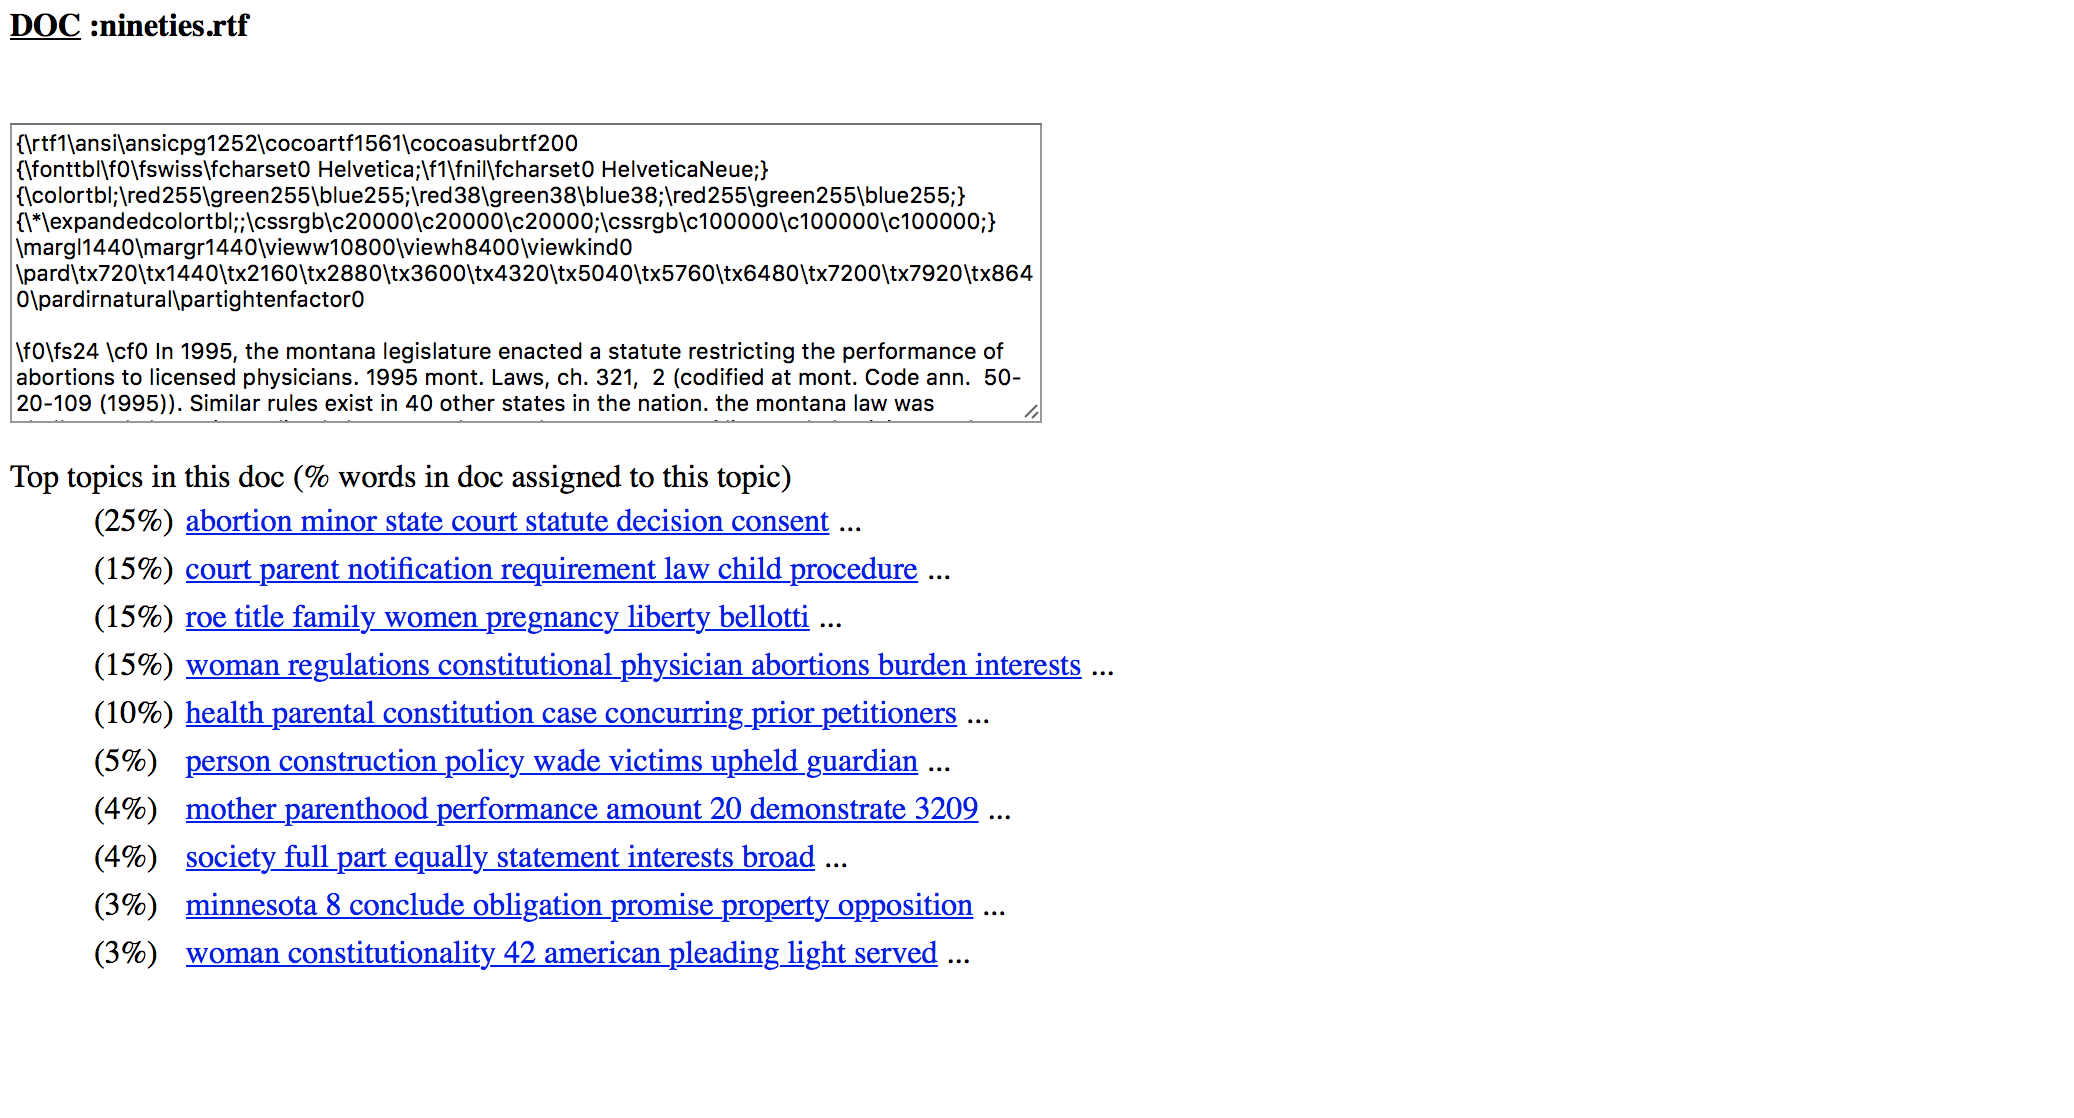 DOC :nineties.rtf
{\rtf1\ansi\ansicpg1252\cocoartf1561\cocoasubrtf200
{\fonttbl\f0\fswiss\fcharset0 Helvetica;\f1\fnil\fcharset0 HelveticaNeue;}
{\colortbl;\red255\green255\blue255;\red38\green38\blue38;\red255\green255\blue255;}
{\*\expandedcolortbl;;\cssrgb\c20000\c20000\c20000;\cssrgb\c100000\c100000\c100000;}
\margl1440\margr1440\vieww10800\viewh8400\viewkind0
\pard\tx720\tx1440\tx2160\tx2880\tx3600\tx4320\tx5040\tx5760\tx6480\tx7200\tx7920\tx864
0\pardirnatural\partightenfactor0
\f0\fs24 \cf0 In 1995, the montana legislature enacted a statute restricting the performance of
abortions to licensed physicians. 1995 mont. Laws, ch. 321,  2 (codified at mont. Code ann.  50-
20-109 (1995)). Similar rules exist in 40 other states in the nation. the montana law was
Top topics in this doc (% words in doc assigned to this topic)
(25%) abortion minor state court statute decision consent ...
(15%) court parent notification requirement law child procedure ...
(15%) roe title family women pregnancy liberty bellotti ...
(15%) woman regulations constitutional physician abortions burden interests ...
(10%) health parental constitution case concurring prior petitioners ...
(5%) person construction policy wade victims upheld guardian ...
(4%) mother parenthood performance amount 20 demonstrate 3209 ...
(4%) society full part equally statement interests broad ...
(3%) minnesota 8 conclude obligation promise property opposition ...
(3%) woman constitutionality 42 american pleading light served ...